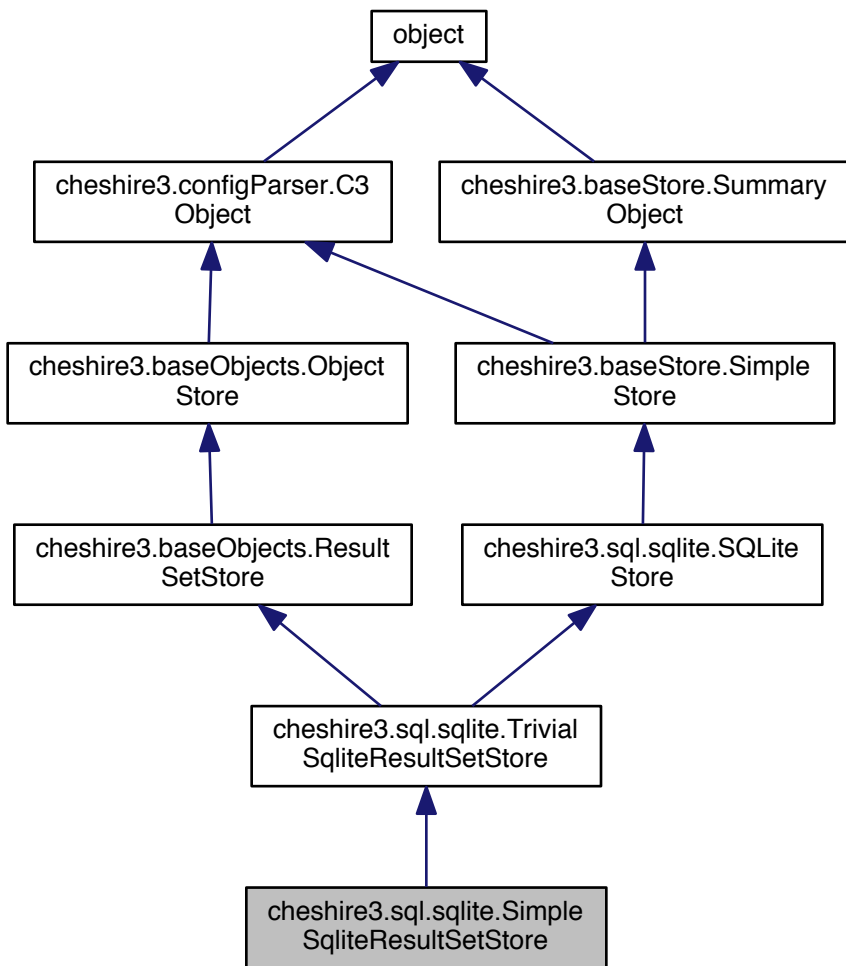 object
cheshire3.configParser.C3
Object
cheshire3.baseStore.Summary
Object
cheshire3.baseObjects.Object
Store
cheshire3.baseStore.Simple
Store
cheshire3.baseObjects.Result
SetStore
cheshire3.sql.sqlite.SQLite
Store
cheshire3.sql.sqlite.Trivial
SqliteResultSetStore
cheshire3.sql.sqlite.Simple
SqliteResultSetStore